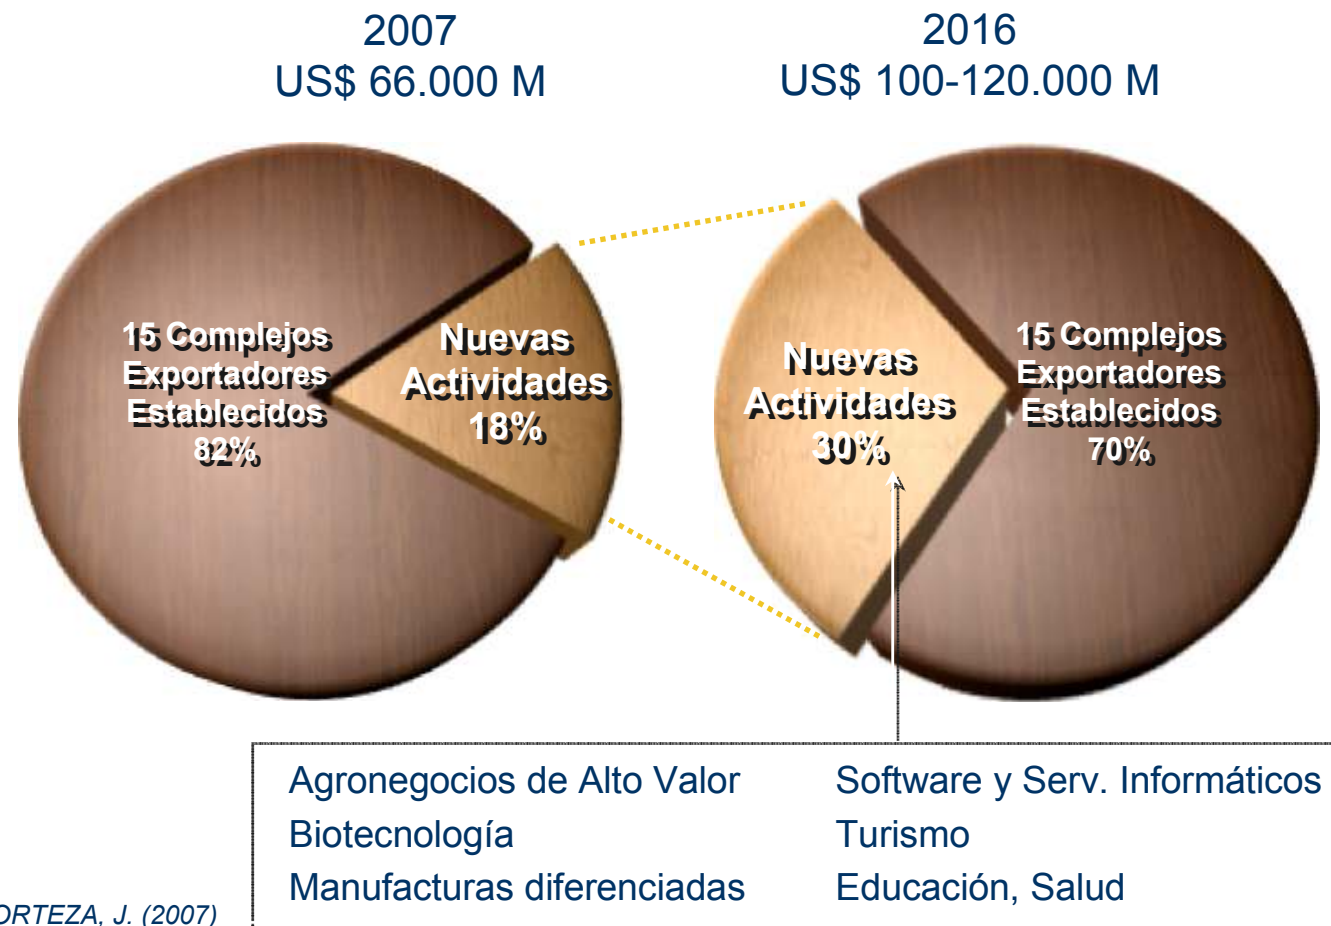 2007
US$ 66.000 M
2016
US$ 100-120.000 M
15 Complejos
Exportadores
Establecidos
82%
Nuevas
Actividades
18%
Nuevas
Actividades
30%
15 Complejos
Exportadores
Establecidos
70%
Agronegocios de Alto Valor
Biotecnología
Manufacturas diferenciadas
Software y Serv. Informáticos
Turismo
Educación, Salud
ORTEZA, J. (2007)